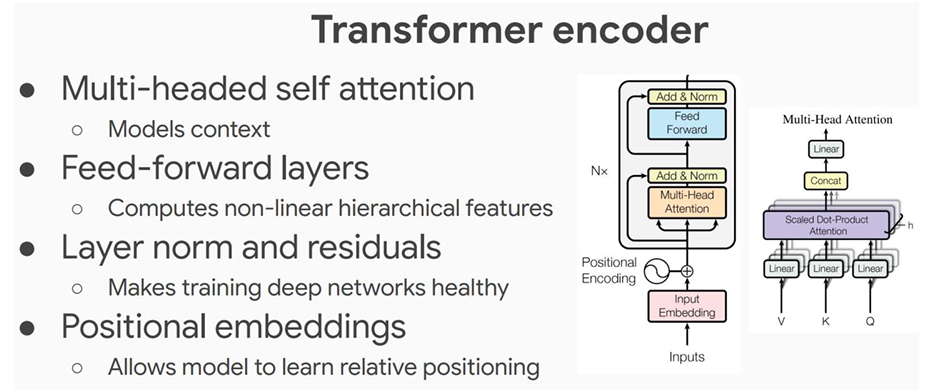 Transformer encoder
● Multi-headed self attention
○ Models context
● Feed-forward layers
○ Computes non-linear hierarchical features
● Layer norm and residuals
○ Makes training deep networks healthy
● Positional embeddings
○ Allows model to learn relative positioning
Add & Norm
Feed
Forward
N×
Add & Norm
Multi-Head
Attention
Positional
Encoding
Input
Embedding
Inputs
Multi-Head Attention
Linear
Concat
Scaled Dot-Product
Attention
h
Linear
Linear
Linear
V
K
Q